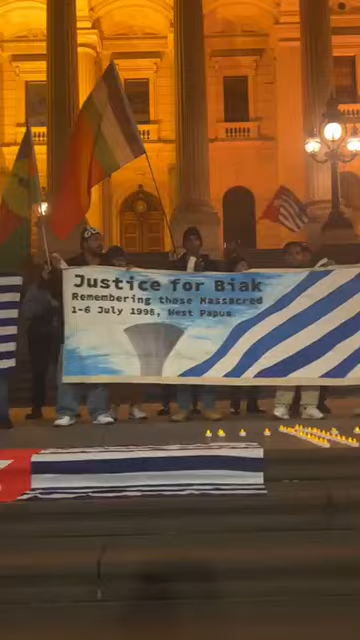 Justice for Biak
Remembering those Massacred
1-6 July 1998, West Papua